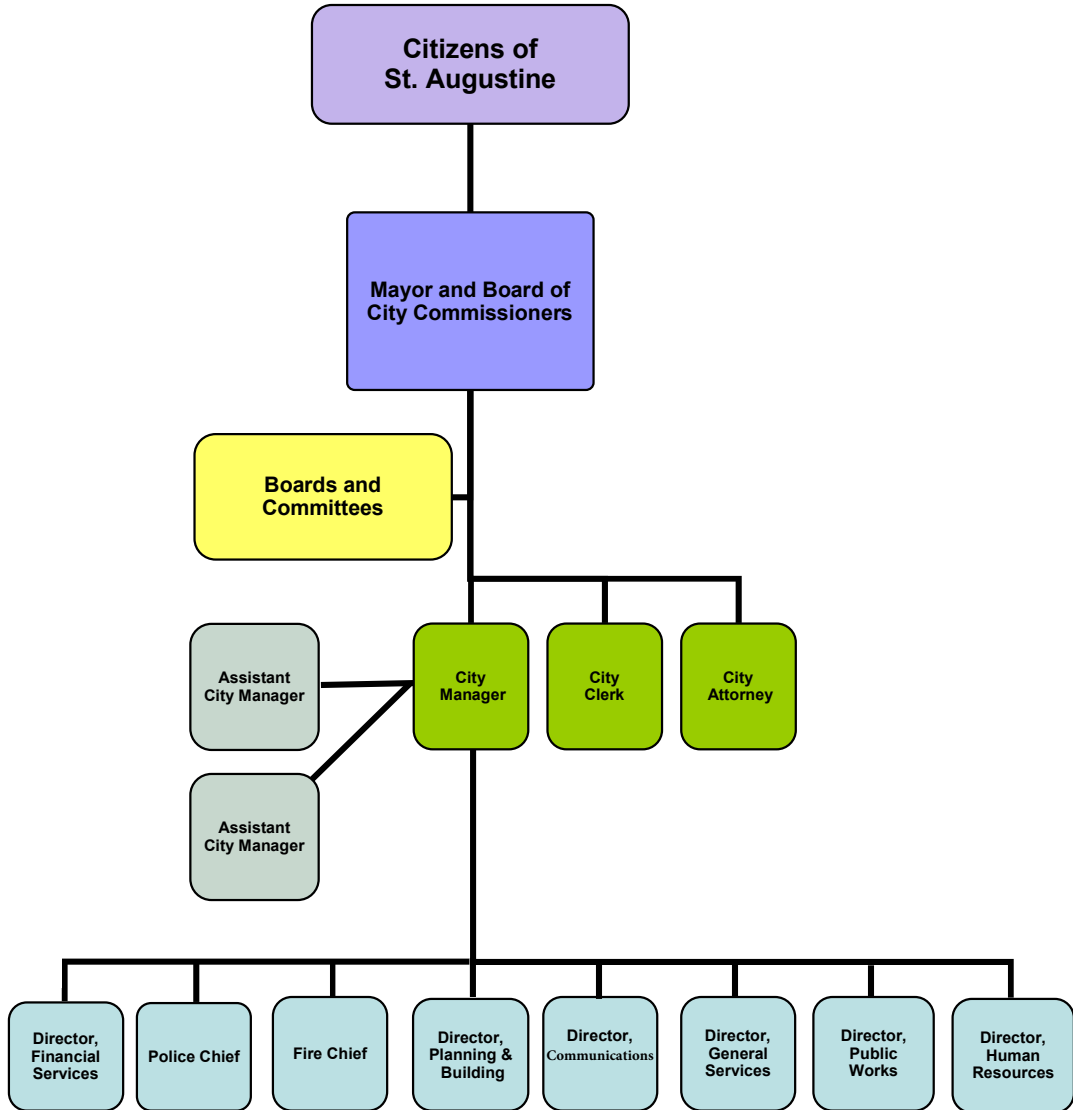 Citizens of
St. Augustine
Mayor and Board of
City Commissioners
Boards and
Committees
Assistant
City Manager
City
Manager
City
Clerk
City
Attorney
Assistant
City Manager
Director,
Financial
Services
Police Chief
Fire Chief
Director,
Planning &
Building
Director,
Communications
Director,
General
Services
Director,
Public
Works
Director,
Human
Resources